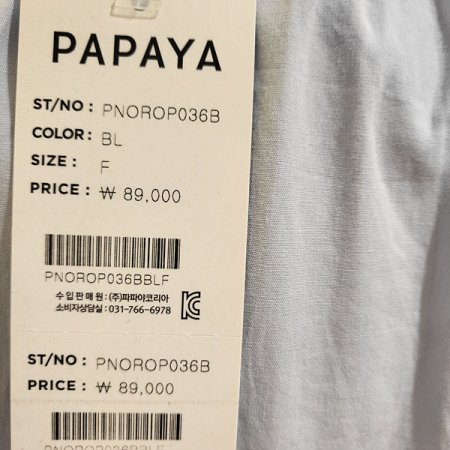 PAPAYA
ST/NO : PNOROP036B
COLOR : BL
SIZE : F
PRICE : ₩ 89,000
PNOROP036BBLF
수 입 판 매 원 : (주)파파야코리아
소비자상담실 : 031-766-6978
ST/NO : PNOROP036B
PRICE : ₩ 89,000
PNOROP036BBLF